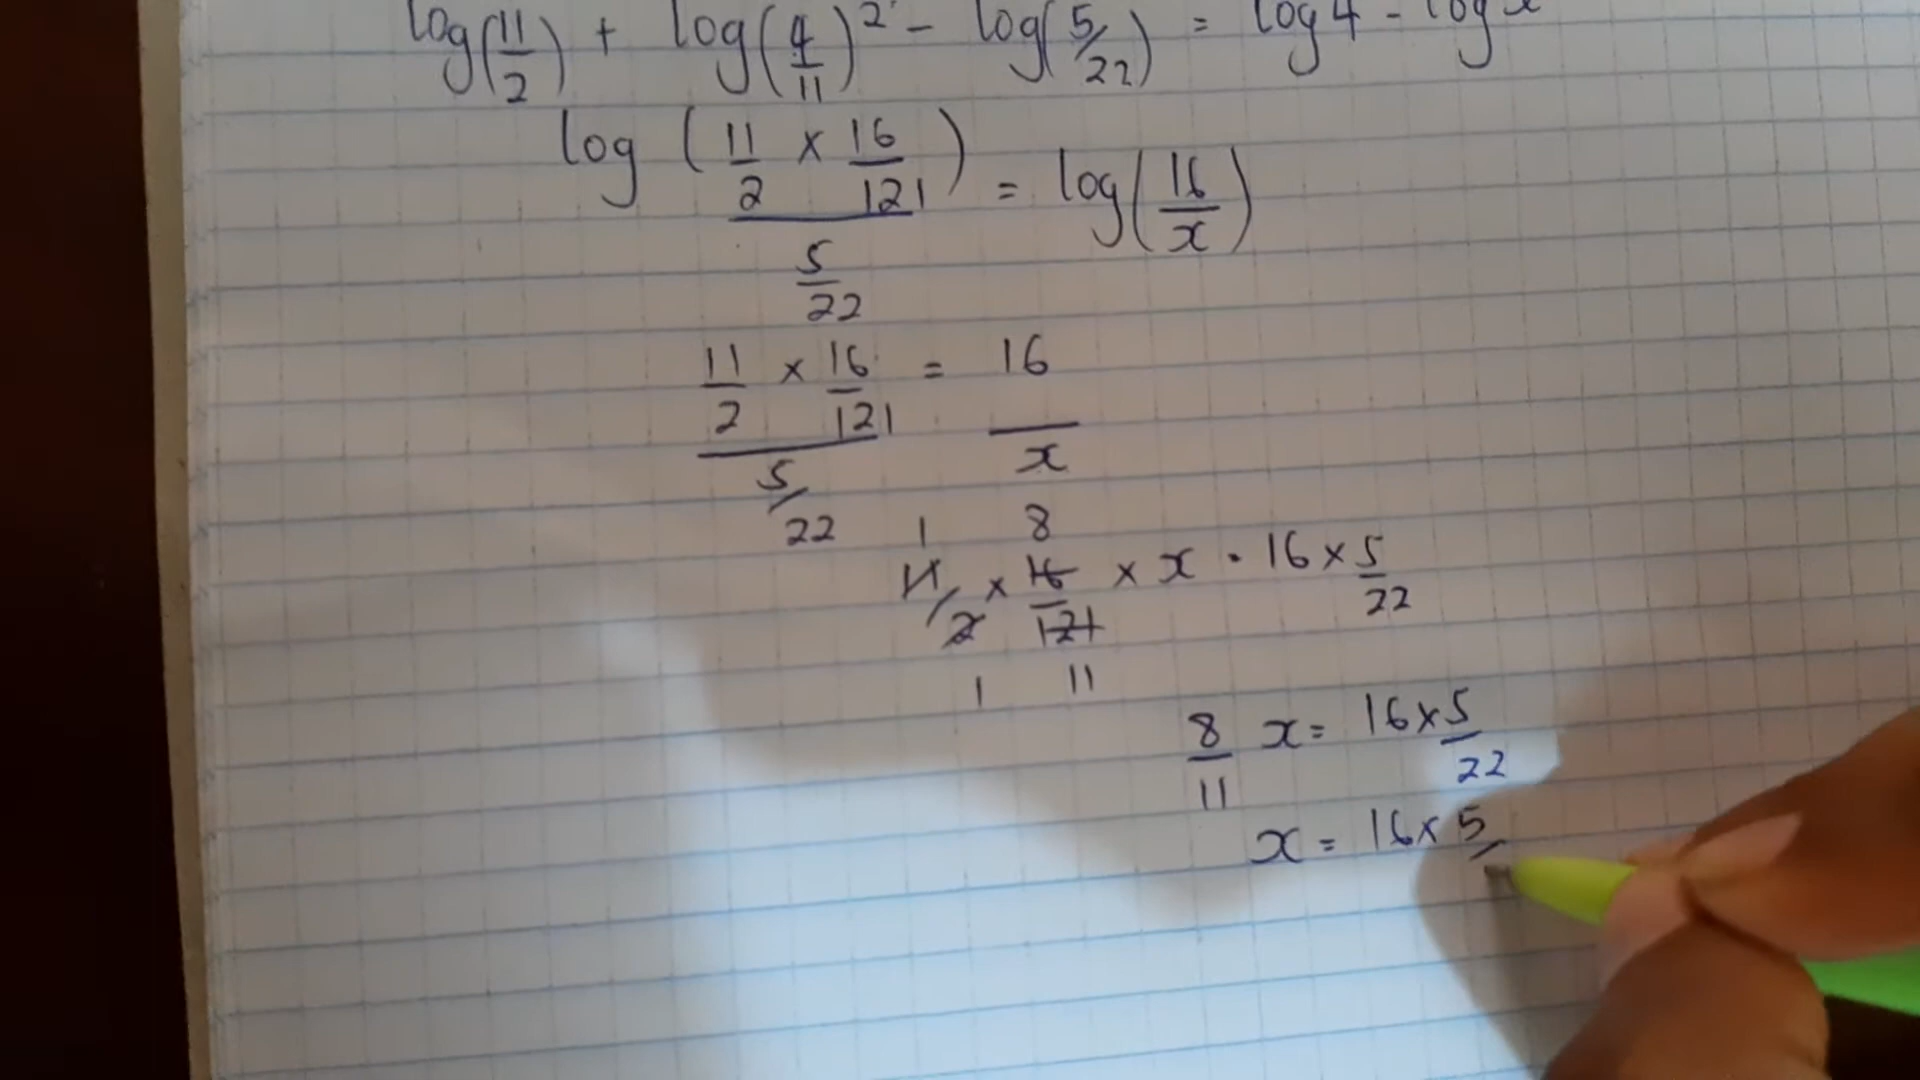 log(11/2) + log(4/11)² - log(5/22) = log 4 - log x
log (11/2 × 16/121) / 5/22 = log(16/x)
11/2 × 16/121 / 5/22 = 16/x
1 8
11/2 × 16/121 × x = 16 × 5/22
1 11
8/11 x = 16 × 5/22
x = 16 × 5/